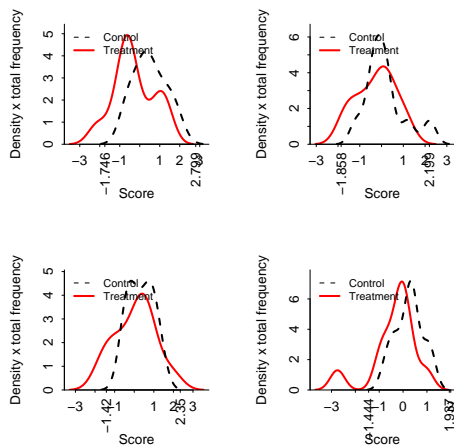 Density x total frequency
5
4
3
2
1
0
Control
Treatment
−3
−1
1
2
3
−1.746
2.799
Score
Density x total frequency
6
4
2
0
Control
Treatment
−3
−1
1
3
−1.858
2.199
Score
Density x total frequency
5
4
3
2
1
0
Control
Treatment
−3
−1
1
2
3
−1.42
2.35
Score
Density x total frequency
6
4
2
0
Control
Treatment
−3
−1
0
1
−1.444
Score